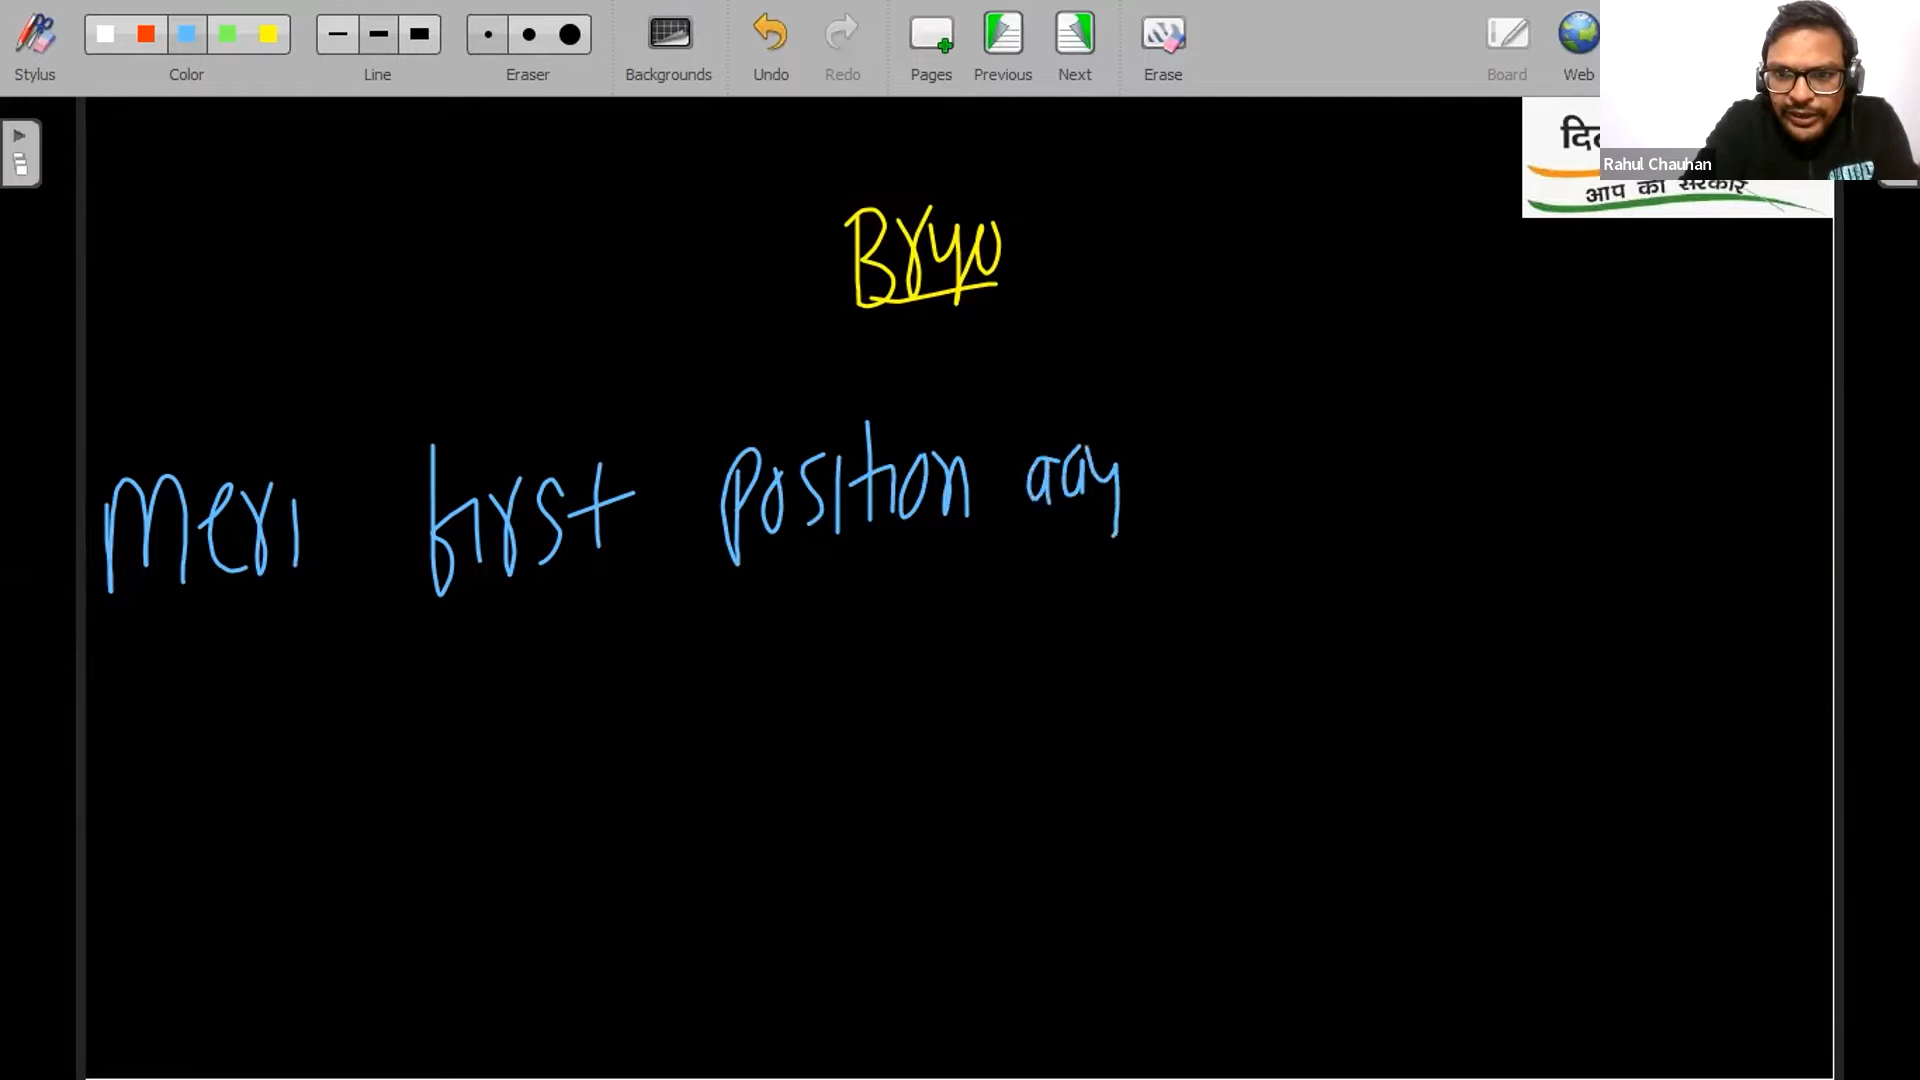 Stylus Color Line Eraser Backgrounds Undo Redo Pages Previous Next Erase Board Web
Rahul Chauhan
आप की सरकार
Bryo
Meri first position aay